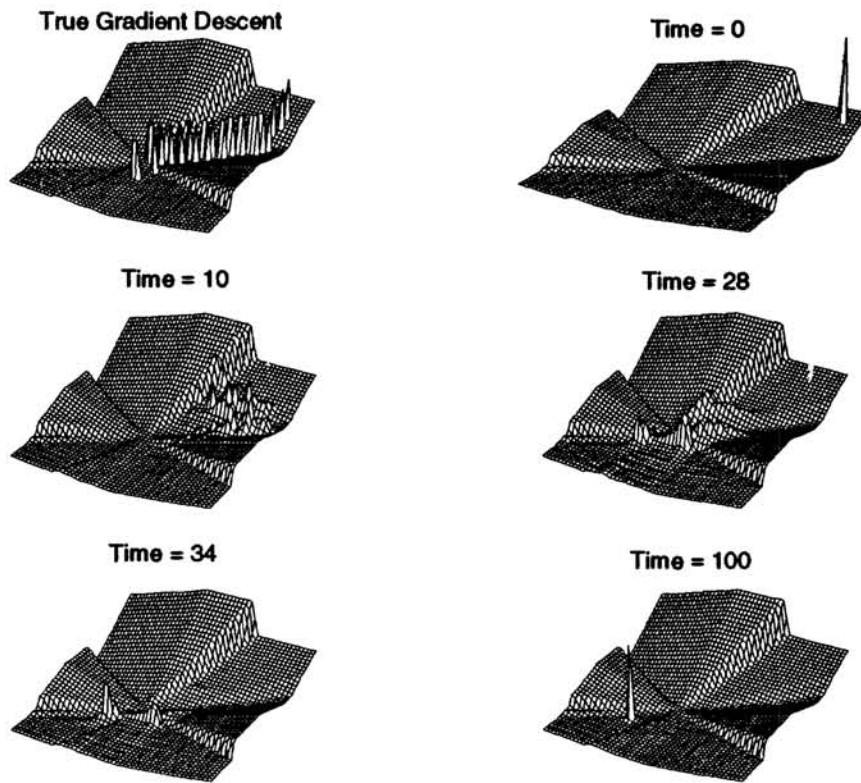 True Gradient Descent
Time = 0
Time = 10
Time = 28
Time = 34
Time = 100